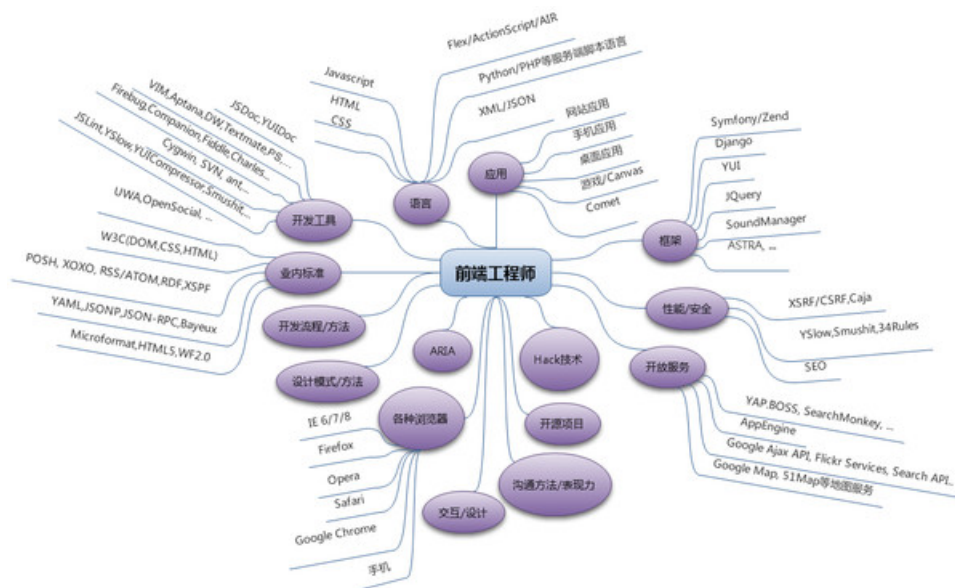 Flex/ActionScript/AIR
Python/PHP等服务端脚本语言
XML/JSON
Javascript
HTML
CSS
语言
网站应用
手机应用
桌面应用
游戏/Canvas
Comet
应用
Symfony/Zend
Django
YUI
JQuery
SoundManager
ASTRA, ...
框架
JSDoc,YUIDoc
VIM,Aptana,DW,Textmate,PS,...
Firebug,Companion,Fiddle,Charles...
Cygwin, SVN, ant,...
JSLint,YSlow,YUICompressor,Smushit,...
开发工具
UWA,OpenSocial, ...
W3C(DOM,CSS,HTML)
POSH, XOXO, RSS/ATOM,RDF,XSPF
YAML,JSONP,JSON-RPC,Bayeux
Microformat,HTML5,WF2.0
业内标准
前端工程师
性能/安全
XSRF/CSRF,Caja
YSlow,Smushit,34Rules
SEO
开发流程/方法
设计模式/方法
ARIA
Hack技术
开放服务
YAP.BOSS, SearchMonkey, ...
AppEngine
Google Ajax API, Flickr Services, Search API..
Google Map, 51Map等地图服务
各种浏览器
IE 6/7/8
Firefox
Opera
Safari
Google Chrome
手机
开源项目
沟通方法/表现力
交互/设计